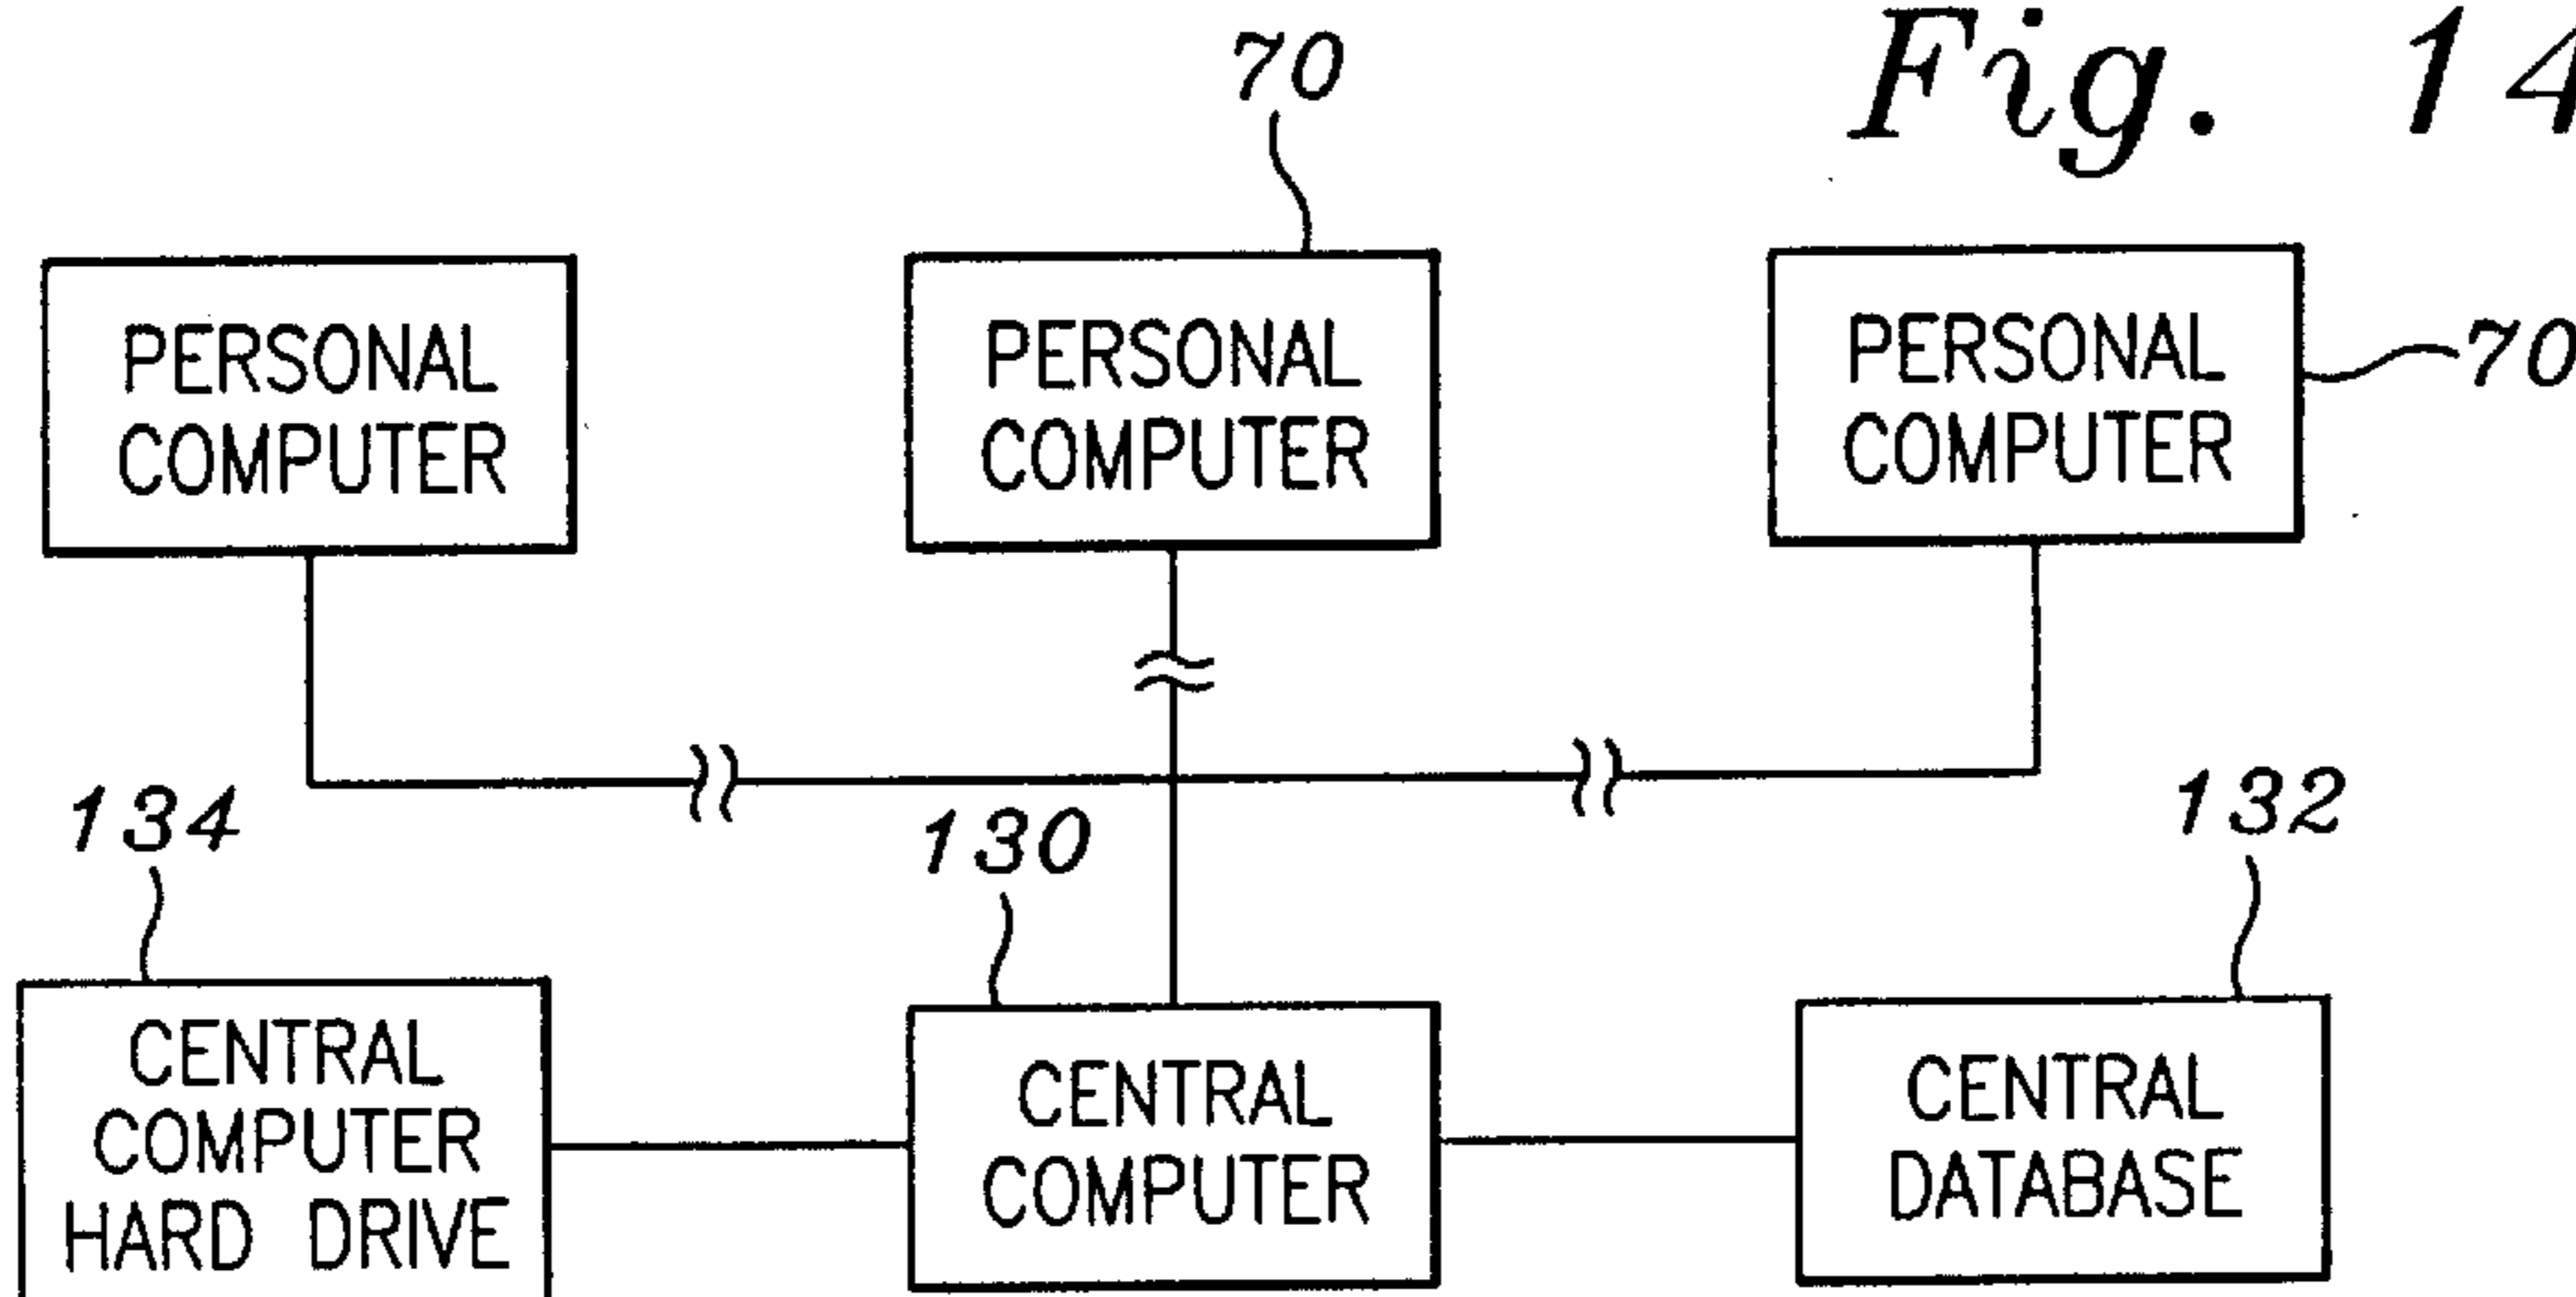 Fig. 14
70
PERSONAL
COMPUTER
PERSONAL
COMPUTER
PERSONAL
COMPUTER
70
134
130
132
CENTRAL
COMPUTER
HARD DRIVE
CENTRAL
COMPUTER
CENTRAL
DATABASE